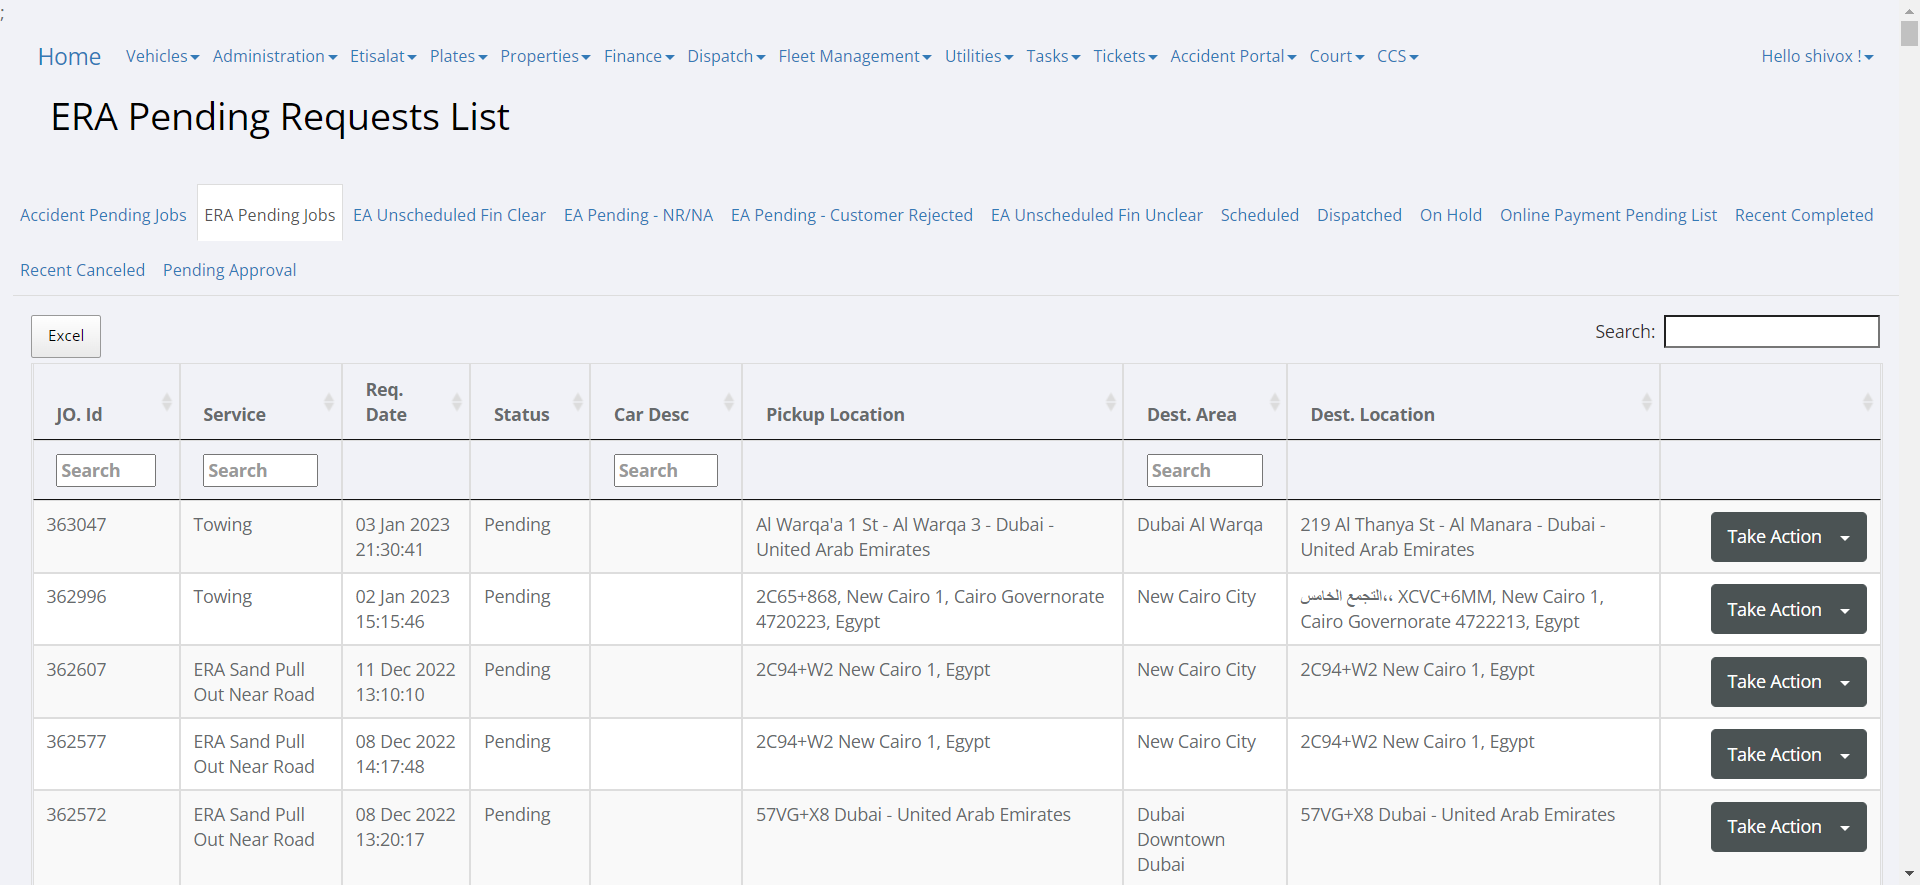 ;
Home Vehicles Administration Etisalat Plates Properties Finance Dispatch Fleet Management Utilities Tasks Tickets Accident Portal Court CCS Hello shivox !
ERA Pending Requests List
Accident Pending Jobs ERA Pending Jobs EA Unscheduled Fin Clear EA Pending - NR/NA EA Pending - Customer Rejected EA Unscheduled Fin Unclear Scheduled Dispatched On Hold Online Payment Pending List Recent Completed
Recent Canceled Pending Approval
Excel Search:
JO. Id Service Req. Date Status Car Desc Pickup Location Dest. Area Dest. Location
Search Search Search Search
363047 Towing 03 Jan 2023 Pending Al Warqa'a 1 St - Al Warqa 3 - Dubai - Dubai Al Warqa 219 Al Thanya St - Al Manara - Dubai - Take Action
21:30:41 United Arab Emirates United Arab Emirates
362996 Towing 02 Jan 2023 Pending 2C65+868, New Cairo 1, Cairo Governorate New Cairo City التجمع الخامس،، XCVC+6MM, New Cairo 1, Take Action
15:15:46 4720223, Egypt Cairo Governorate 4722213, Egypt
362607 ERA Sand Pull 11 Dec 2022 Pending 2C94+W2 New Cairo 1, Egypt New Cairo City 2C94+W2 New Cairo 1, Egypt Take Action
Out Near Road 13:10:10
362577 ERA Sand Pull 08 Dec 2022 Pending 2C94+W2 New Cairo 1, Egypt New Cairo City 2C94+W2 New Cairo 1, Egypt Take Action
Out Near Road 14:17:48
362572 ERA Sand Pull 08 Dec 2022 Pending 57VG+X8 Dubai - United Arab Emirates Dubai 57VG+X8 Dubai - United Arab Emirates Take Action
Out Near Road 13:20:17 Downtown
Dubai